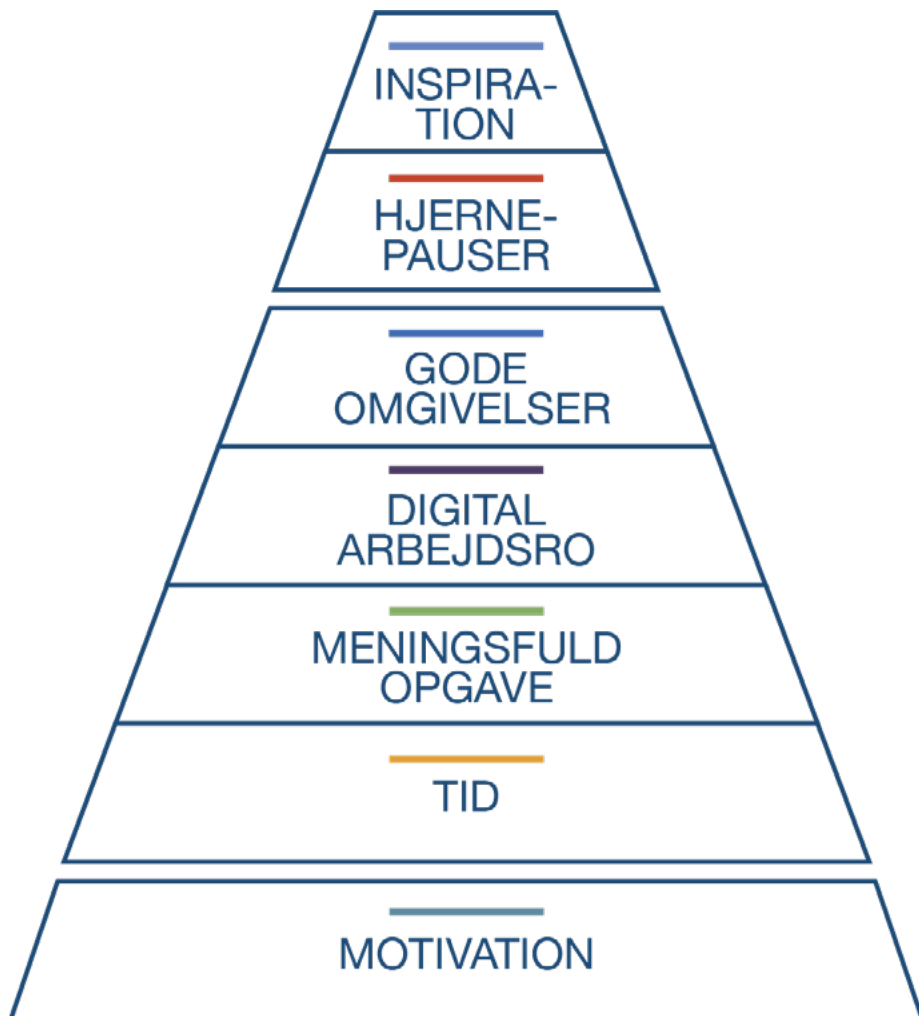 INSPIRA-
TION
HJERNE-
PAUSER
GODE
OMGIVELSER
DIGITAL
ARBEJDSRO
MENINGSFULD
OPGAVE
TID
MOTIVATION